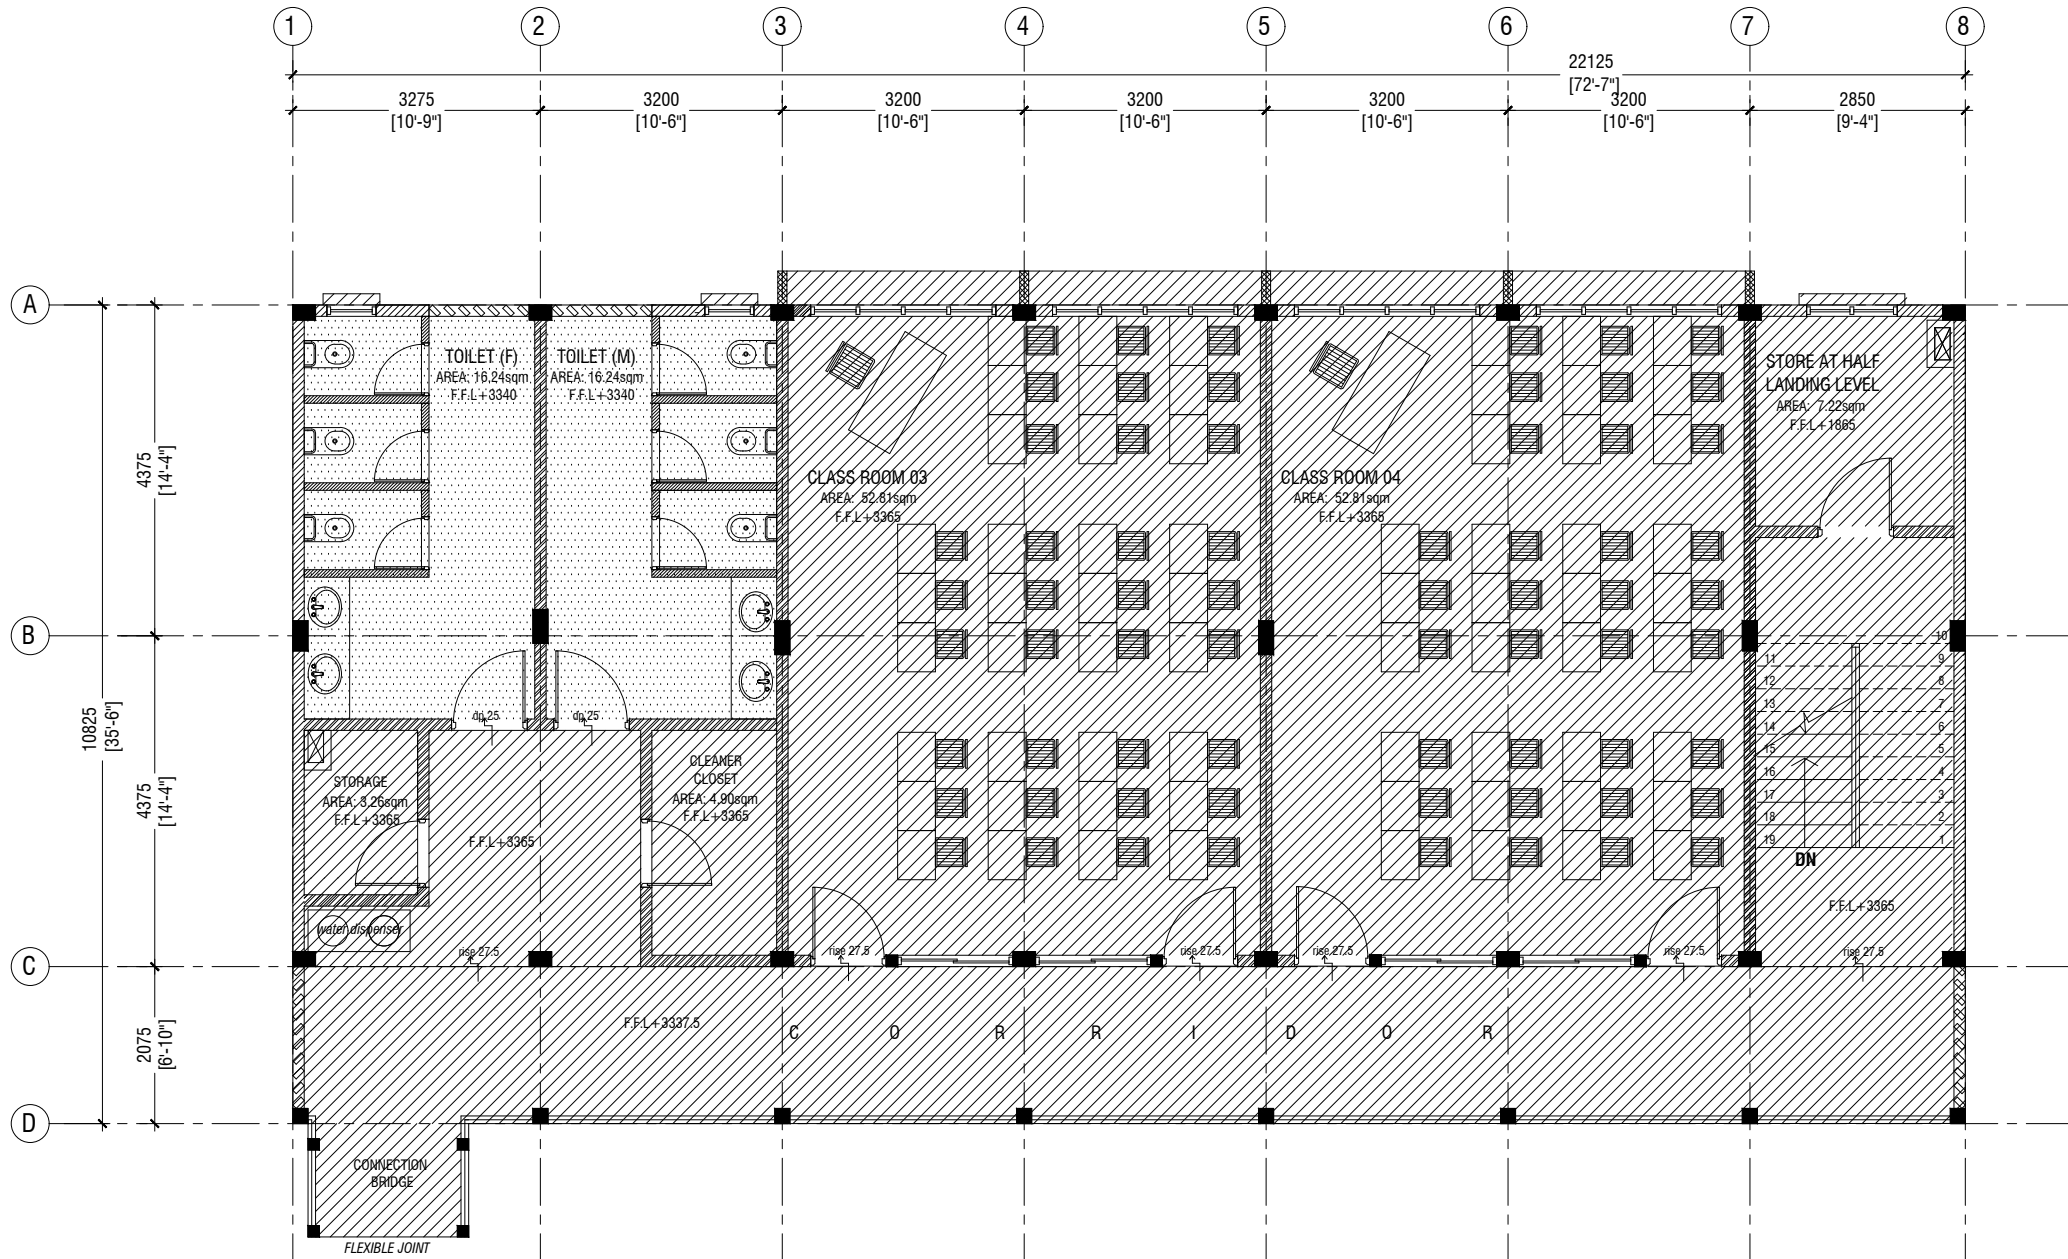 1
2
3
4
5
6
7
8
22125
[72'-7"]
3275
[10'-9"]
3200
[10'-6"]
3200
[10'-6"]
3200
[10'-6"]
3200
[10'-6"]
3200
[10'-6"]
2850
[9'-4"]
A
B
C
D
10825
[35'-6"]
4375
[14'-4"]
4375
[14'-4"]
2075
[6'-10"]
TOILET (F)
AREA: 16.24sqm
F.F.L+3340
TOILET (M)
AREA: 16.24sqm
F.F.L+3340
CLASS ROOM 03
AREA: 52.81sqm
F.F.L+3365
CLASS ROOM 04
AREA: 52.81sqm
F.F.L+3365
STORE AT HALF
LANDING LEVEL
AREA: 7.22sqm
F.F.L+1865
dp 25
dp 25
STORAGE
AREA: 3.26sqm
F.F.L+3365
F.F.L+3365
CLEANER
CLOSET
AREA: 4.90sqm
F.F.L+3365
10
11
9
12
8
13
7
14
6
15
5
16
4
17
3
18
2
19
1
DN
F.F.L+3365
water dispenser
rise 27.5
rise 27.5
rise 27.5
rise 27.5
rise 27.5
rise 27.5
F.F.L+3337.5
C O R R I D O R
CONNECTION
BRIDGE
FLEXIBLE JOINT